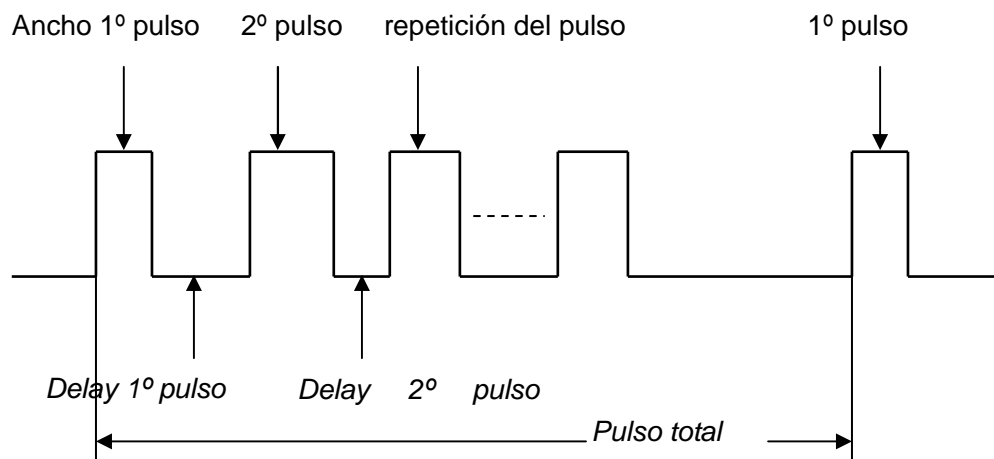 Ancho 1º pulso 2º pulso repetición del pulso 1º pulso
Delay 1º pulso Delay 2º pulso
Pulso total